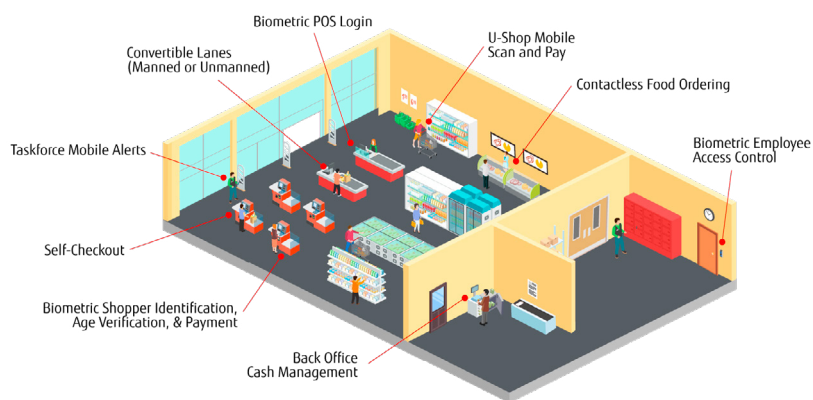 Biometric POS Login
U-Shop Mobile
Scan and Pay
Convertible Lanes
(Manned or Unmanned)
Contactless Food Ordering
Biometric Employee
Access Control
Taskforce Mobile Alerts
Self-Checkout
Biometric Shopper Identification,
Age Verification, & Payment
Back Office
Cash Management